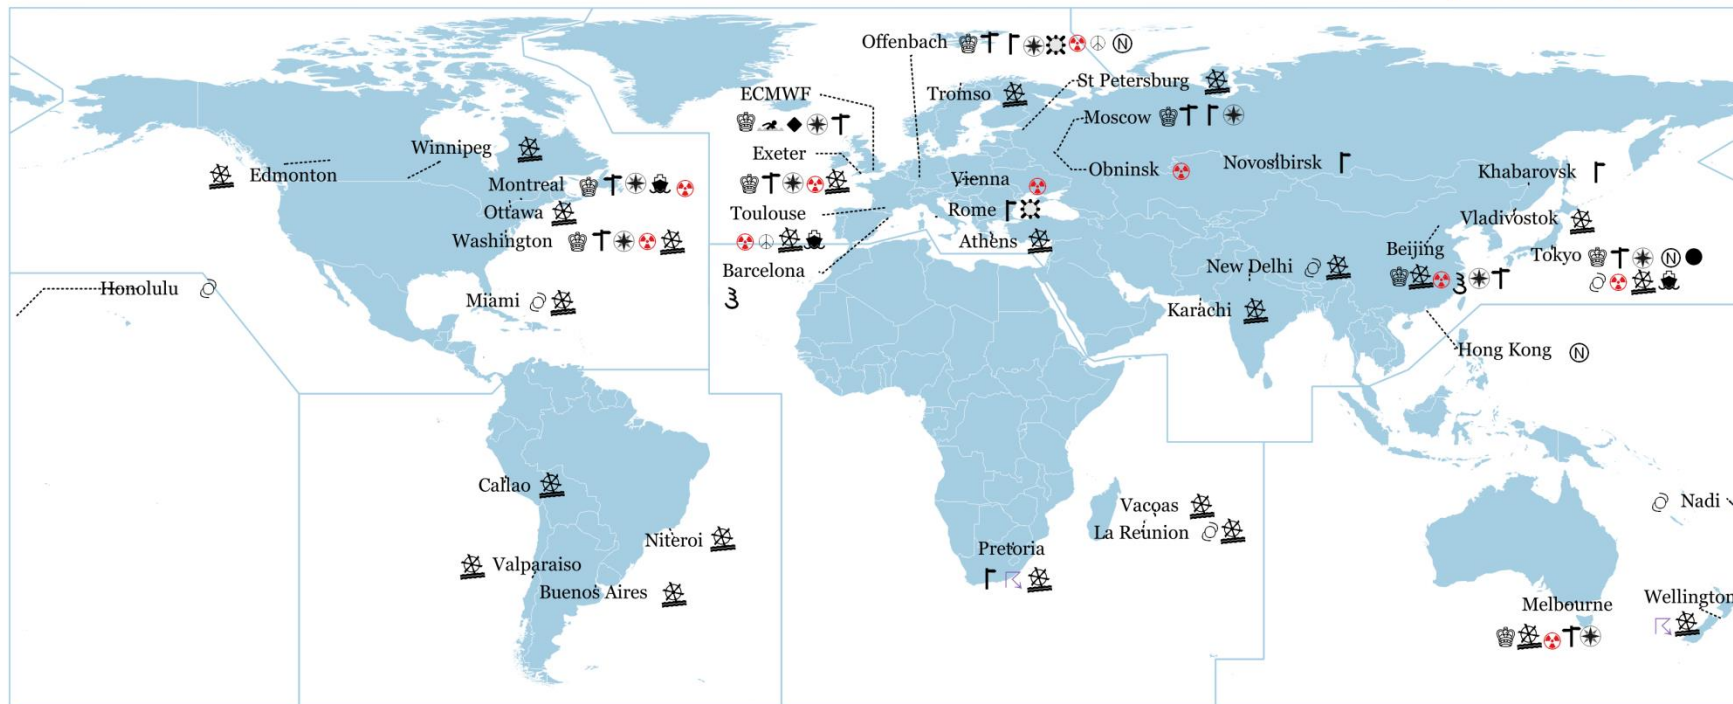 Offenbach
N
ECMWF
Tromso
St Petersburg
Moscow
Winnipeg
Exeter
Edmonton
Vienna
Obninsk
Novosibirsk
Khabarovsk
Montreal
Ottawa
Toulouse
Rome
Vladivostok
Washington
Athens
Beijing
Tokyo
N
Barcelona
New Delhi
Honolulu
Miami
Karachi
Hong Kong
N
Callao
Vacoas
Nadi
La Reunion
Niteroi
Pretoria
Valparaiso
Buenos Aires
Melbourne
Wellington